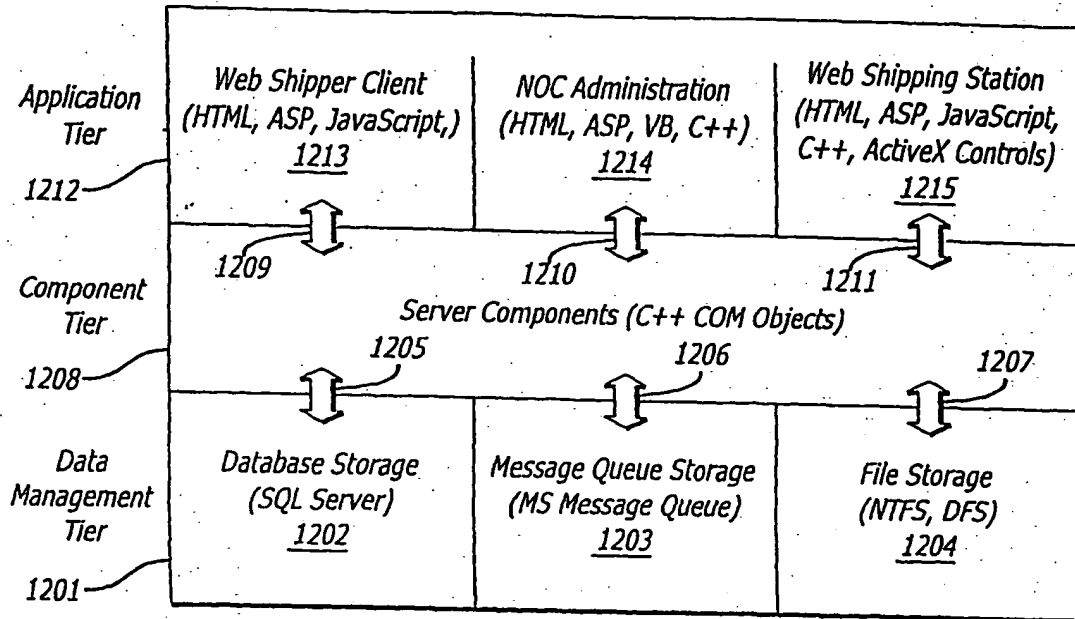 Application
Tier
1212
Web Shipper Client
(HTML, ASP, JavaScript,)
1213
NOC Administration
(HTML, ASP, VB, C++)
1214
Web Shipping Station
(HTML, ASP, JavaScript,
C++, ActiveX Controls)
1215
1209
1210
1211
Component
Tier
1208
Server Components (C++ COM Objects)
1205
1206
1207
Data
Management
Tier
1201
Database Storage
(SQL Server)
1202
Message Queue Storage
(MS Message Queue)
1203
File Storage
(NTFS, DFS)
1204